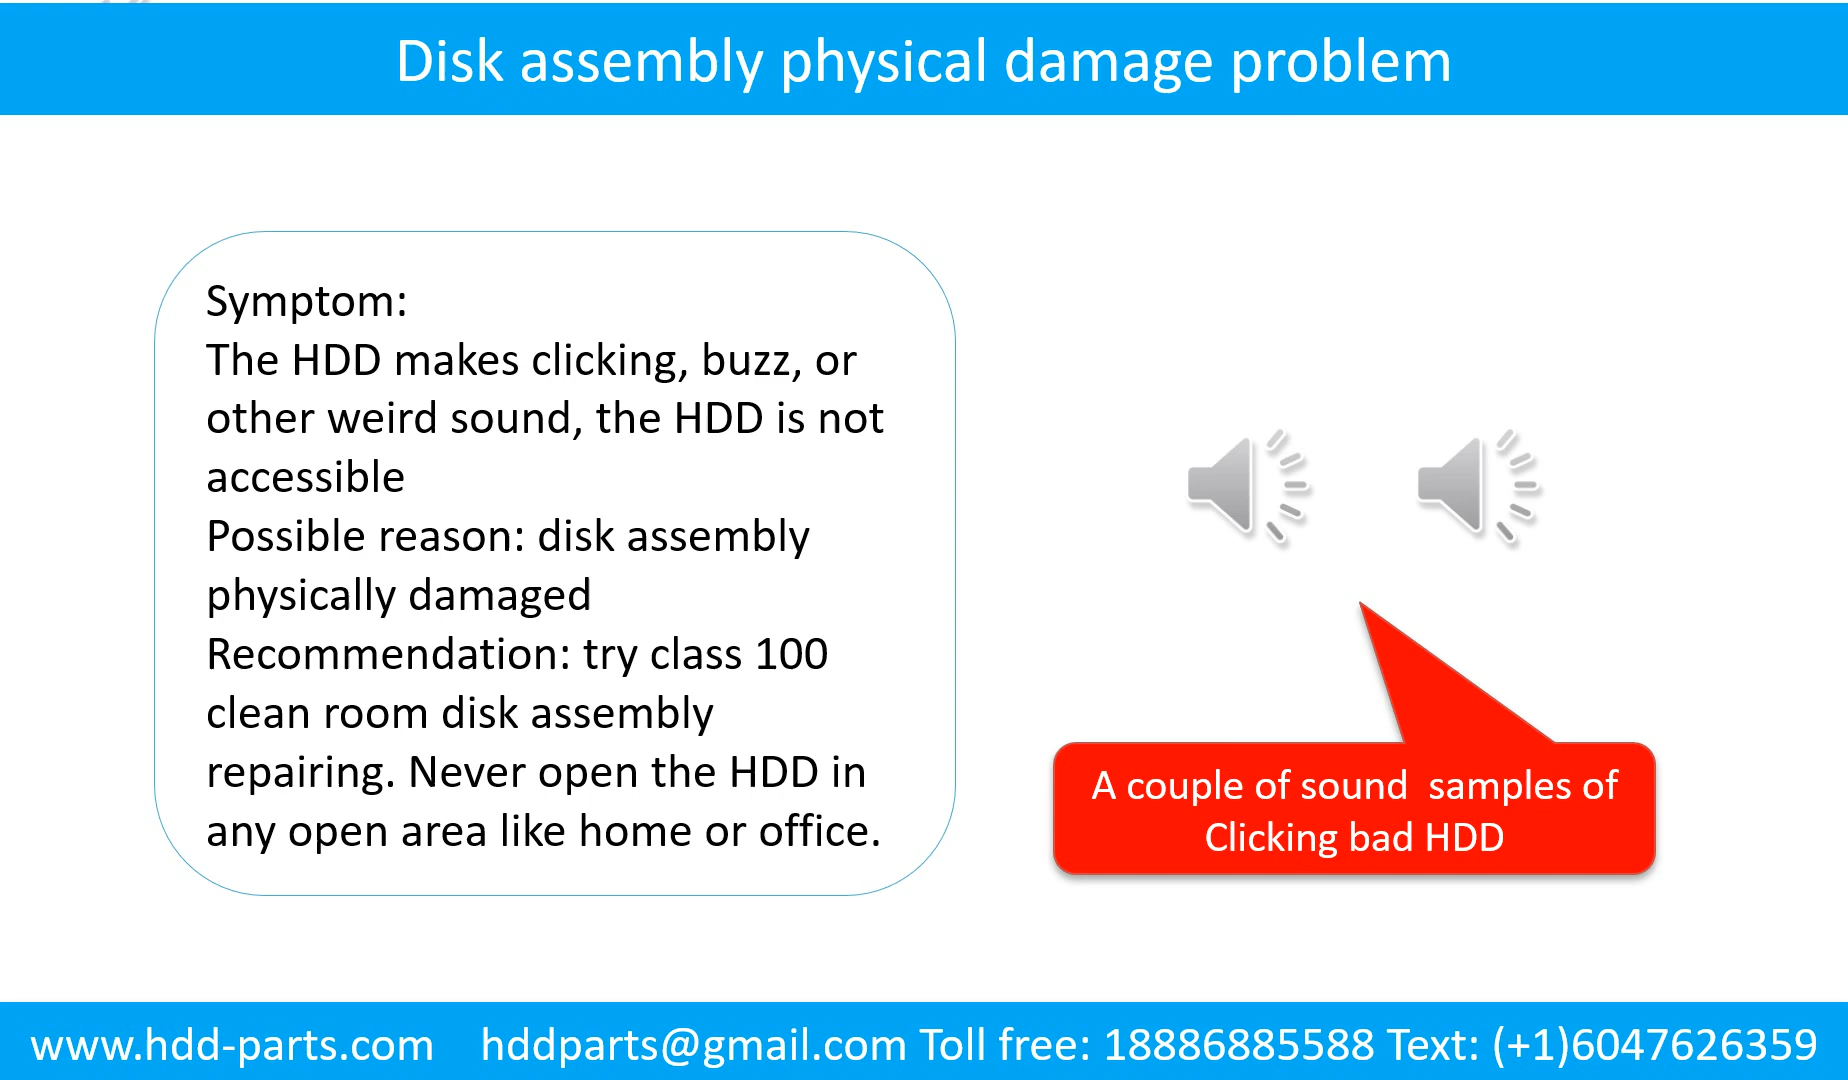 Disk assembly physical damage problem
Symptom:
The HDD makes clicking, buzz, or
other weird sound, the HDD is not
accessible
Possible reason: disk assembly
physically damaged
Recommendation: try class 100
clean room disk assembly
repairing. Never open the HDD in
any open area like home or office.
A couple of sound  samples of
Clicking bad HDD
www.hdd-parts.com    hddparts@gmail.com Toll free: 18886885588 Text: (+1)6047626359